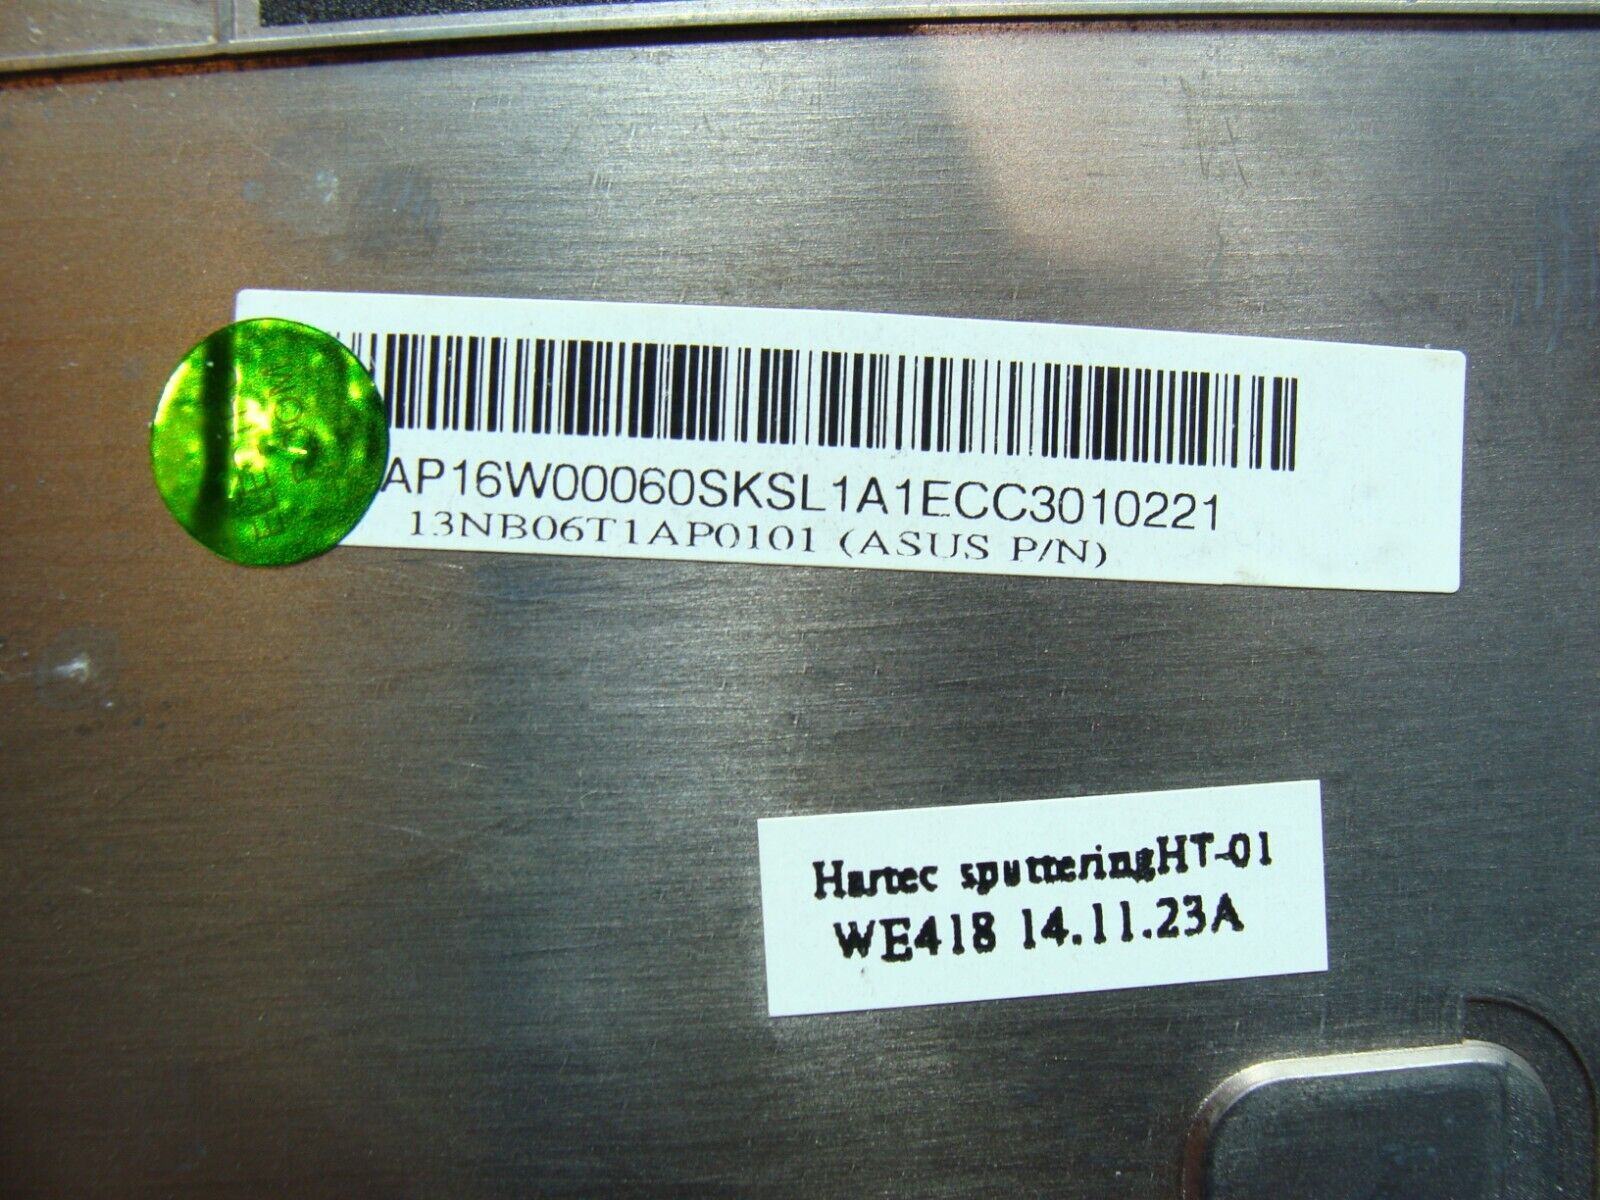 AP16W00060SKSL1A1ECC3010221
13NB06T1AP0101 (ASUS P/N)
Hartec sputteringHT-01
WE418 14.11.23A